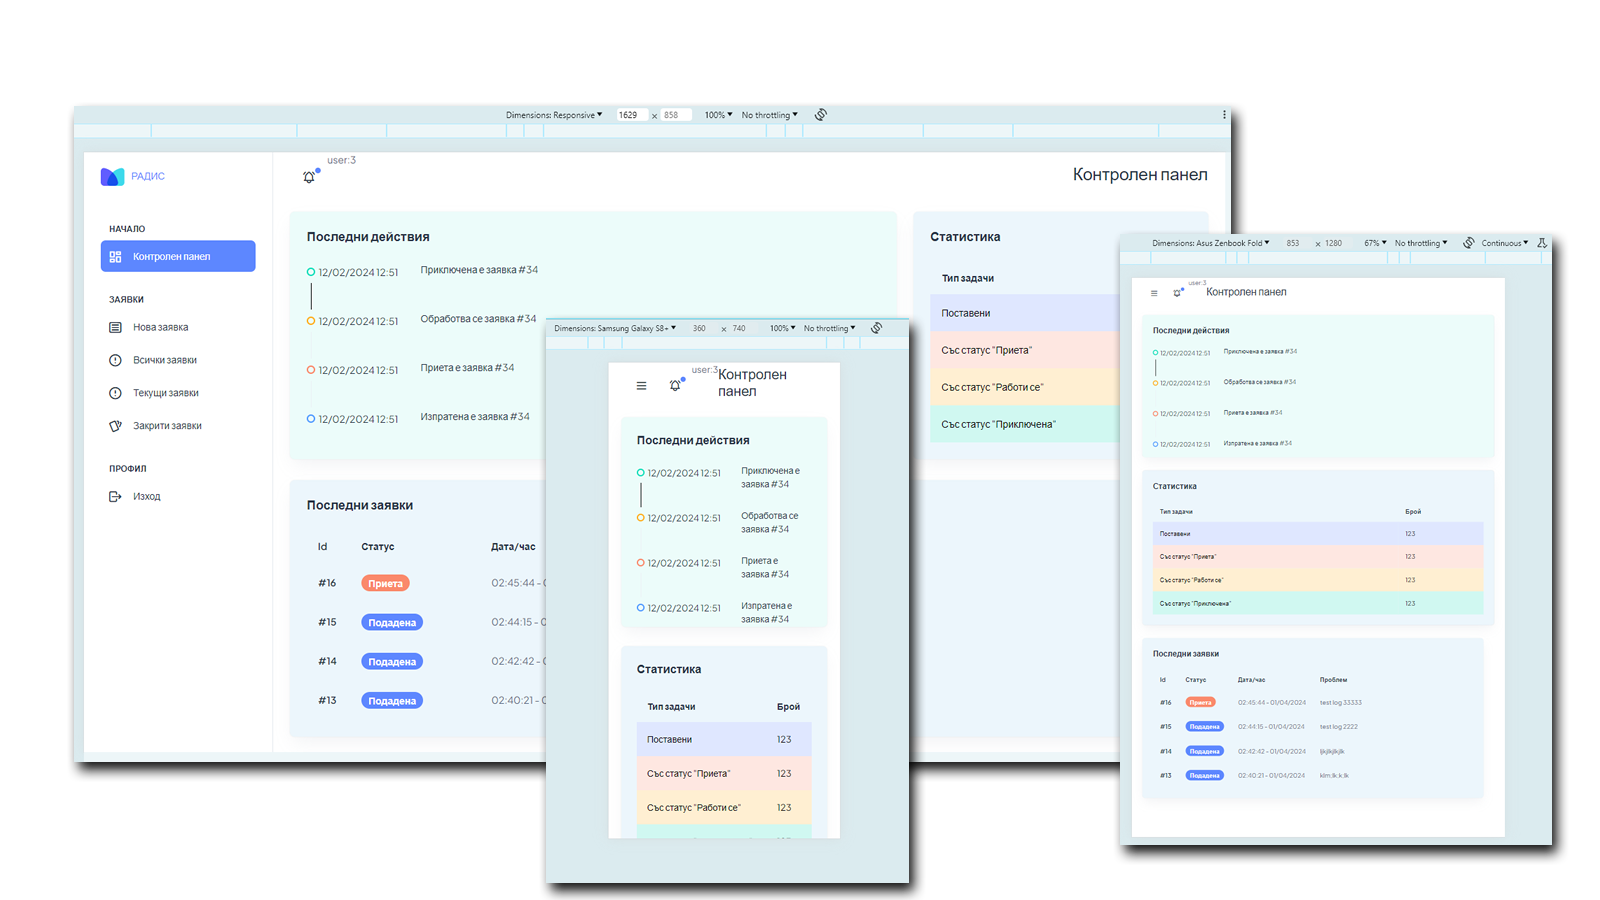 Dimensions: Responsive ▼ 1629 × 858 100% ▼ No throttling ▼
РАДИС
user:3
Контролен панел
НАЧАЛО
Контролен панел
ЗАЯВКИ
Нова заявка
Всички заявки
Текущи заявки
Закрити заявки
ПРОФИЛ
Изход
Последни действия
12/02/2024 12:51 Приключена е заявка #34
12/02/2024 12:51 Обработва се заявка #34
12/02/2024 12:51 Приета е заявка #34
12/02/2024 12:51 Изпратена е заявка #34
Статистика
Тип задачи
Поставени
Със статус "Приета"
Със статус "Работи се"
Със статус "Приключена"
Последни заявки
Id Статус Дата/час
#16 Приета 02:45:44 -
#15 Подадена 02:44:15 -
#14 Подадена 02:42:42 -
#13 Подадена 02:40:21 -
Dimensions: Samsung Galaxy S8+ ▼ 360 × 740 100% ▼ No throttling ▼
user:3
Контролен
панел
Последни действия
12/02/2024 12:51 Приключена е
заявка #34
12/02/2024 12:51 Обработва се
заявка #34
12/02/2024 12:51 Приета е
заявка #34
12/02/2024 12:51 Изпратена е
заявка #34
Статистика
Тип задачи Брой
Поставени 123
Със статус "Приета" 123
Със статус "Работи се" 123
Dimensions: Asus Zenbook Fold ▼ 853 × 1280 67% ▼ No throttling ▼ Continuous ▼
user:3
Контролен панел
Последни действия
12/02/2024 12:51 Приключена е заявка #34
12/02/2024 12:51 Обработва се заявка #34
12/02/2024 12:51 Приета е заявка #34
12/02/2024 12:51 Изпратена е заявка #34
Статистика
Тип задачи Брой
Поставени 123
Със статус "Приета" 123
Със статус "Работи се" 123
Със статус "Приключена" 123
Последни заявки
Id Статус Дата/час Проблем
#16 Приета 02:45:44 - 01/04/2024 test log 33333
#15 Подадена 02:44:15 - 01/04/2024 test log 2222
#14 Подадена 02:42:42 - 01/04/2024
#13 Подадена 02:40:21 - 01/04/2024